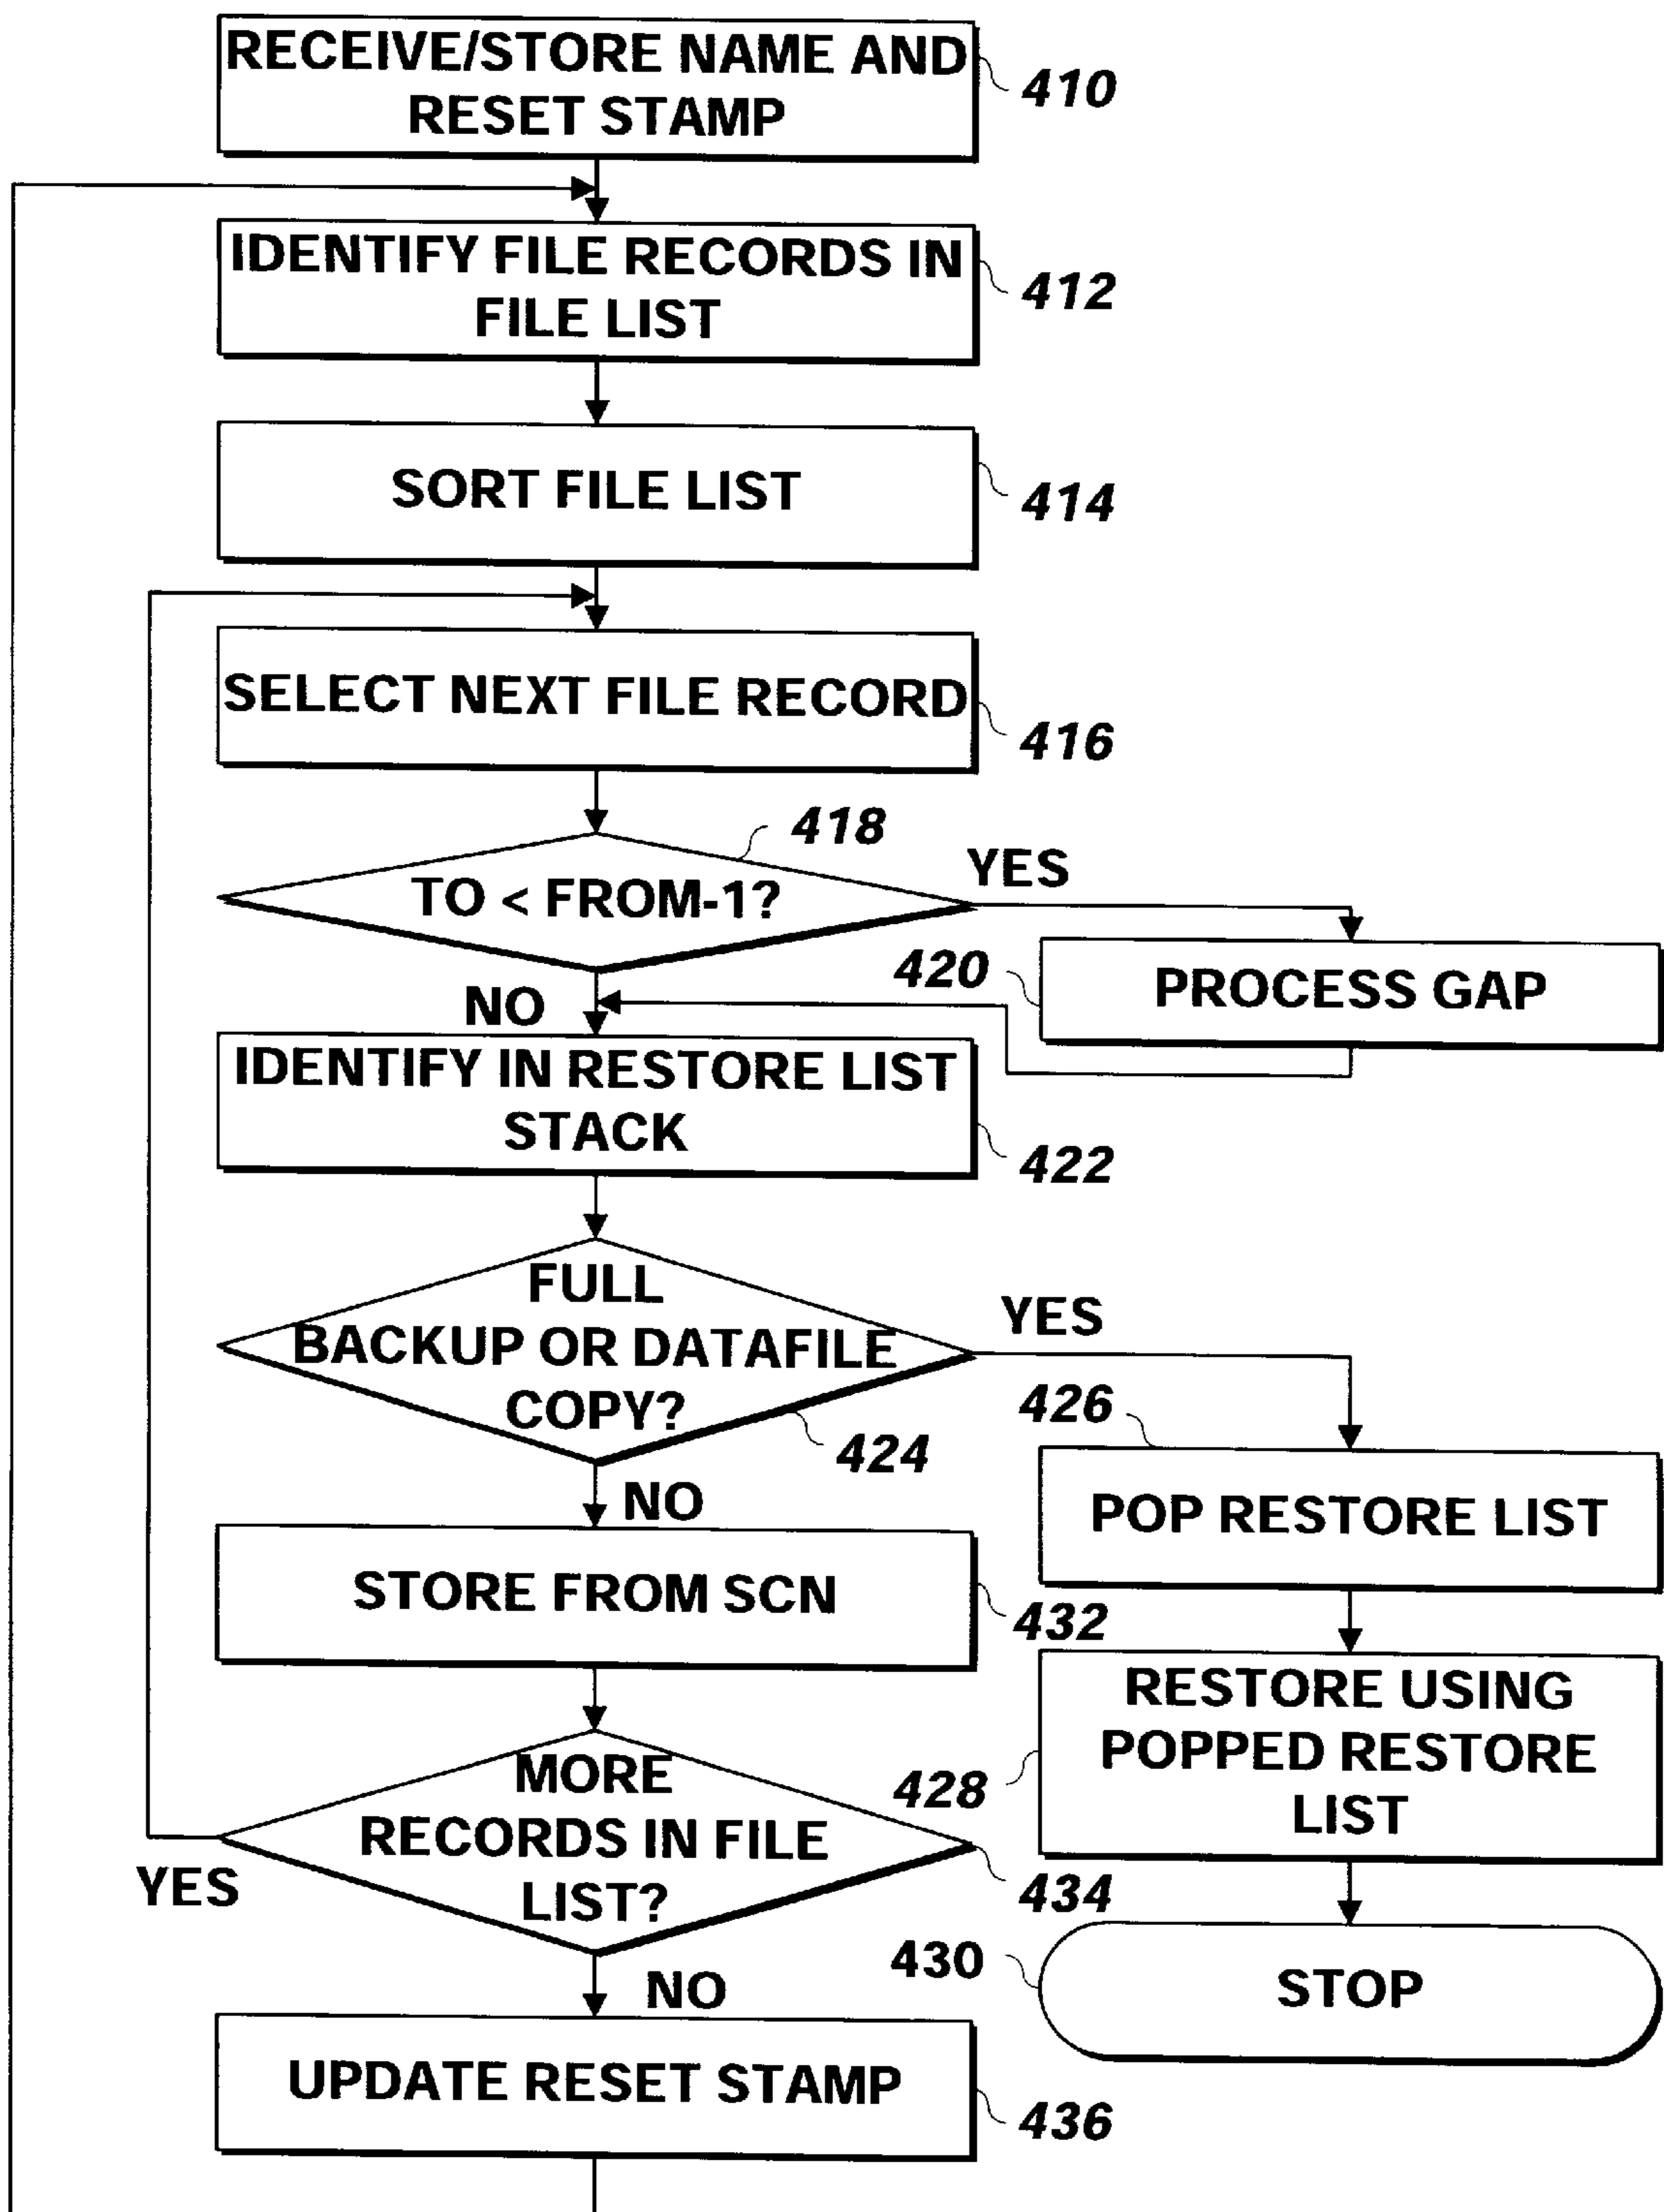 RECEIVE/STORE NAME AND
RESET STAMP
410
IDENTIFY FILE RECORDS IN
FILE LIST
412
SORT FILE LIST
414
SELECT NEXT FILE RECORD
416
418
TO < FROM-1?
YES
420
PROCESS GAP
NO
IDENTIFY IN RESTORE LIST
STACK
422
FULL
BACKUP OR DATAFILE
COPY?
424
YES
426
POP RESTORE LIST
NO
STORE FROM SCN
432
RESTORE USING
POPPED RESTORE
LIST
428
MORE
RECORDS IN FILE
LIST?
434
YES
430
STOP
NO
UPDATE RESET STAMP
436